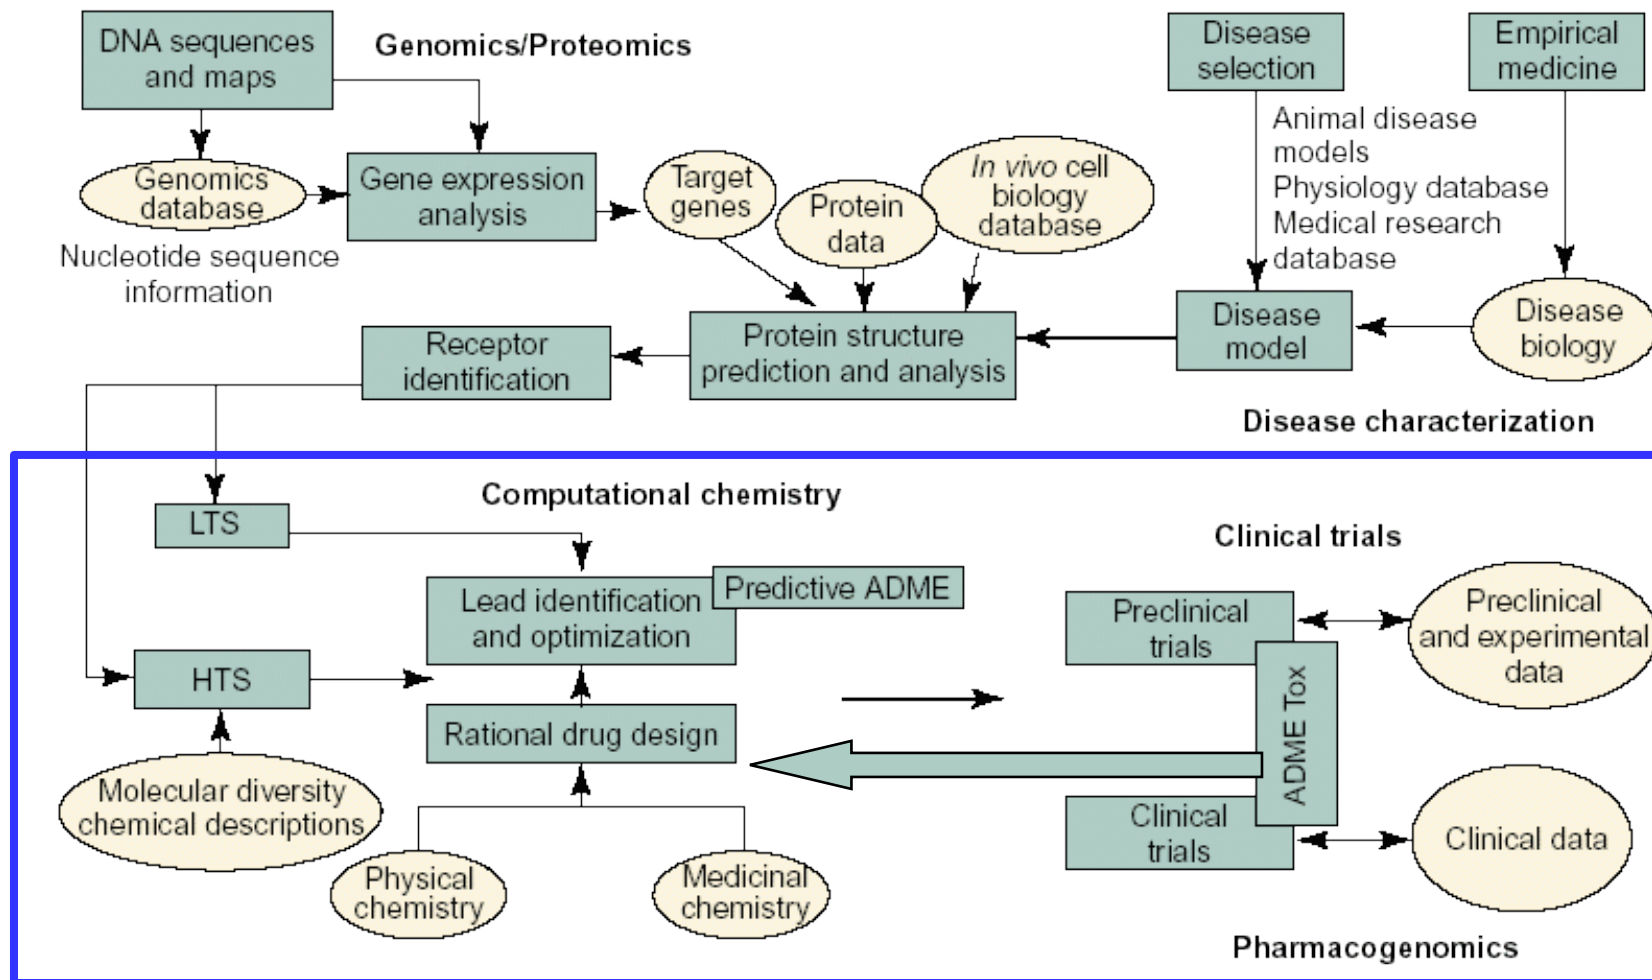 DNA sequences
and maps
Genomics/Proteomics
Disease
selection
Empirical
medicine
Animal disease
models
Physiology database
Medical research
database
Genomics
database
Nucleotide sequence
information
Gene expression
analysis
Target
genes
Protein
data
In vivo cell
biology
database
Receptor
identification
Protein structure
prediction and analysis
Disease
model
Disease
biology
Disease characterization
Computational chemistry
LTS
Lead identification
and optimization
Predictive ADME
HTS
Rational drug design
Molecular diversity
chemical descriptions
Physical
chemistry
Medicinal
chemistry
Clinical trials
Preclinical
trials
Preclinical
and experimental
data
ADME Tox
Clinical
trials
Clinical data
Pharmacogenomics